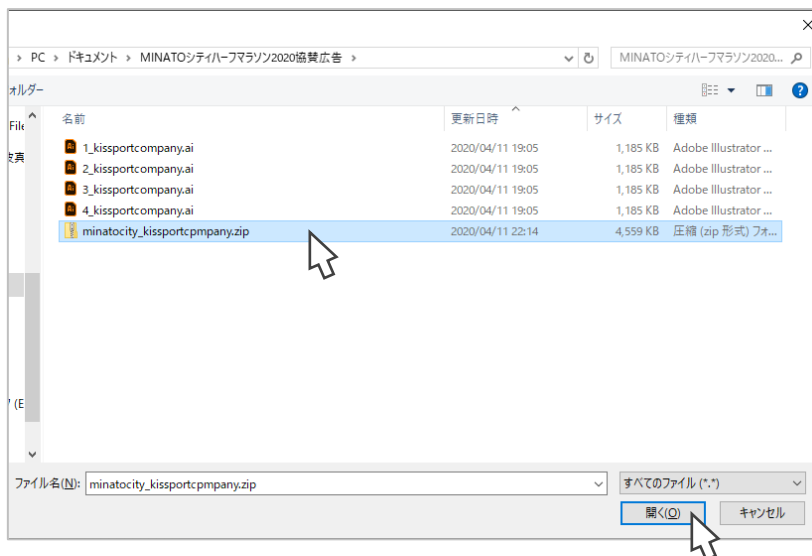 > PC > ドキュメント > MINATOシティハーフマラソン2020協賛広告 >
MINATOシティハーフマラソン2020...
ォルダー
名前 更新日時 サイズ 種類
File
1_kissportcompany.ai 2020/04/11 19:05 1,185 KB Adobe Illustrator ...
2_kissportcompany.ai 2020/04/11 19:05 1,185 KB Adobe Illustrator ...
3_kissportcompany.ai 2020/04/11 19:05 1,185 KB Adobe Illustrator ...
4_kissportcompany.ai 2020/04/11 19:05 1,185 KB Adobe Illustrator ...
minatocity_kissportcpmpany.zip 2020/04/11 22:14 4,559 KB 圧縮 (zip 形式) フォ...
(E
ファイル名(N): minatocity_kissportcpmpany.zip すべてのファイル (*.*)
開く(O) キャンセル